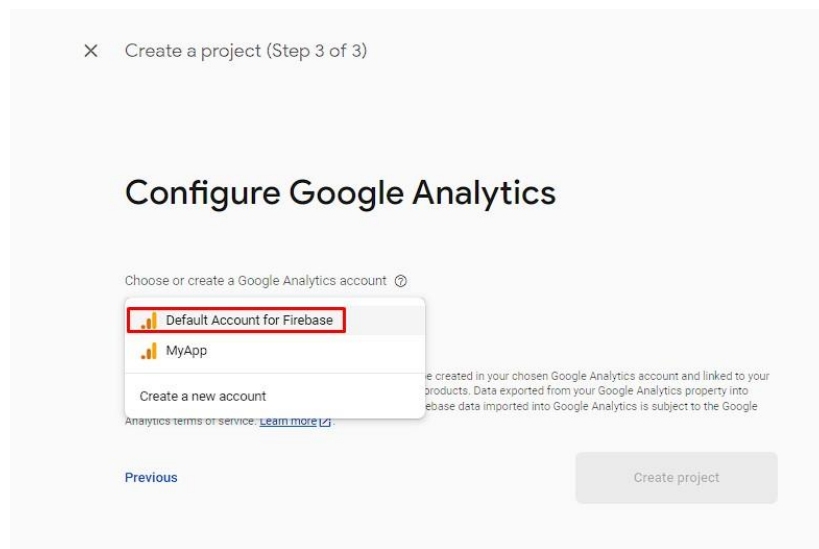 Create a project (Step 3 of 3)
Configure Google Analytics
Choose or create a Google Analytics account
Default Account for Firebase
MyApp
Create a new account
e created in your chosen Google Analytics account and linked to your
products. Data exported from your Google Analytics property into
ebase data imported into Google Analytics is subject to the Google
Analytics terms of service. Learn more.
Previous
Create project